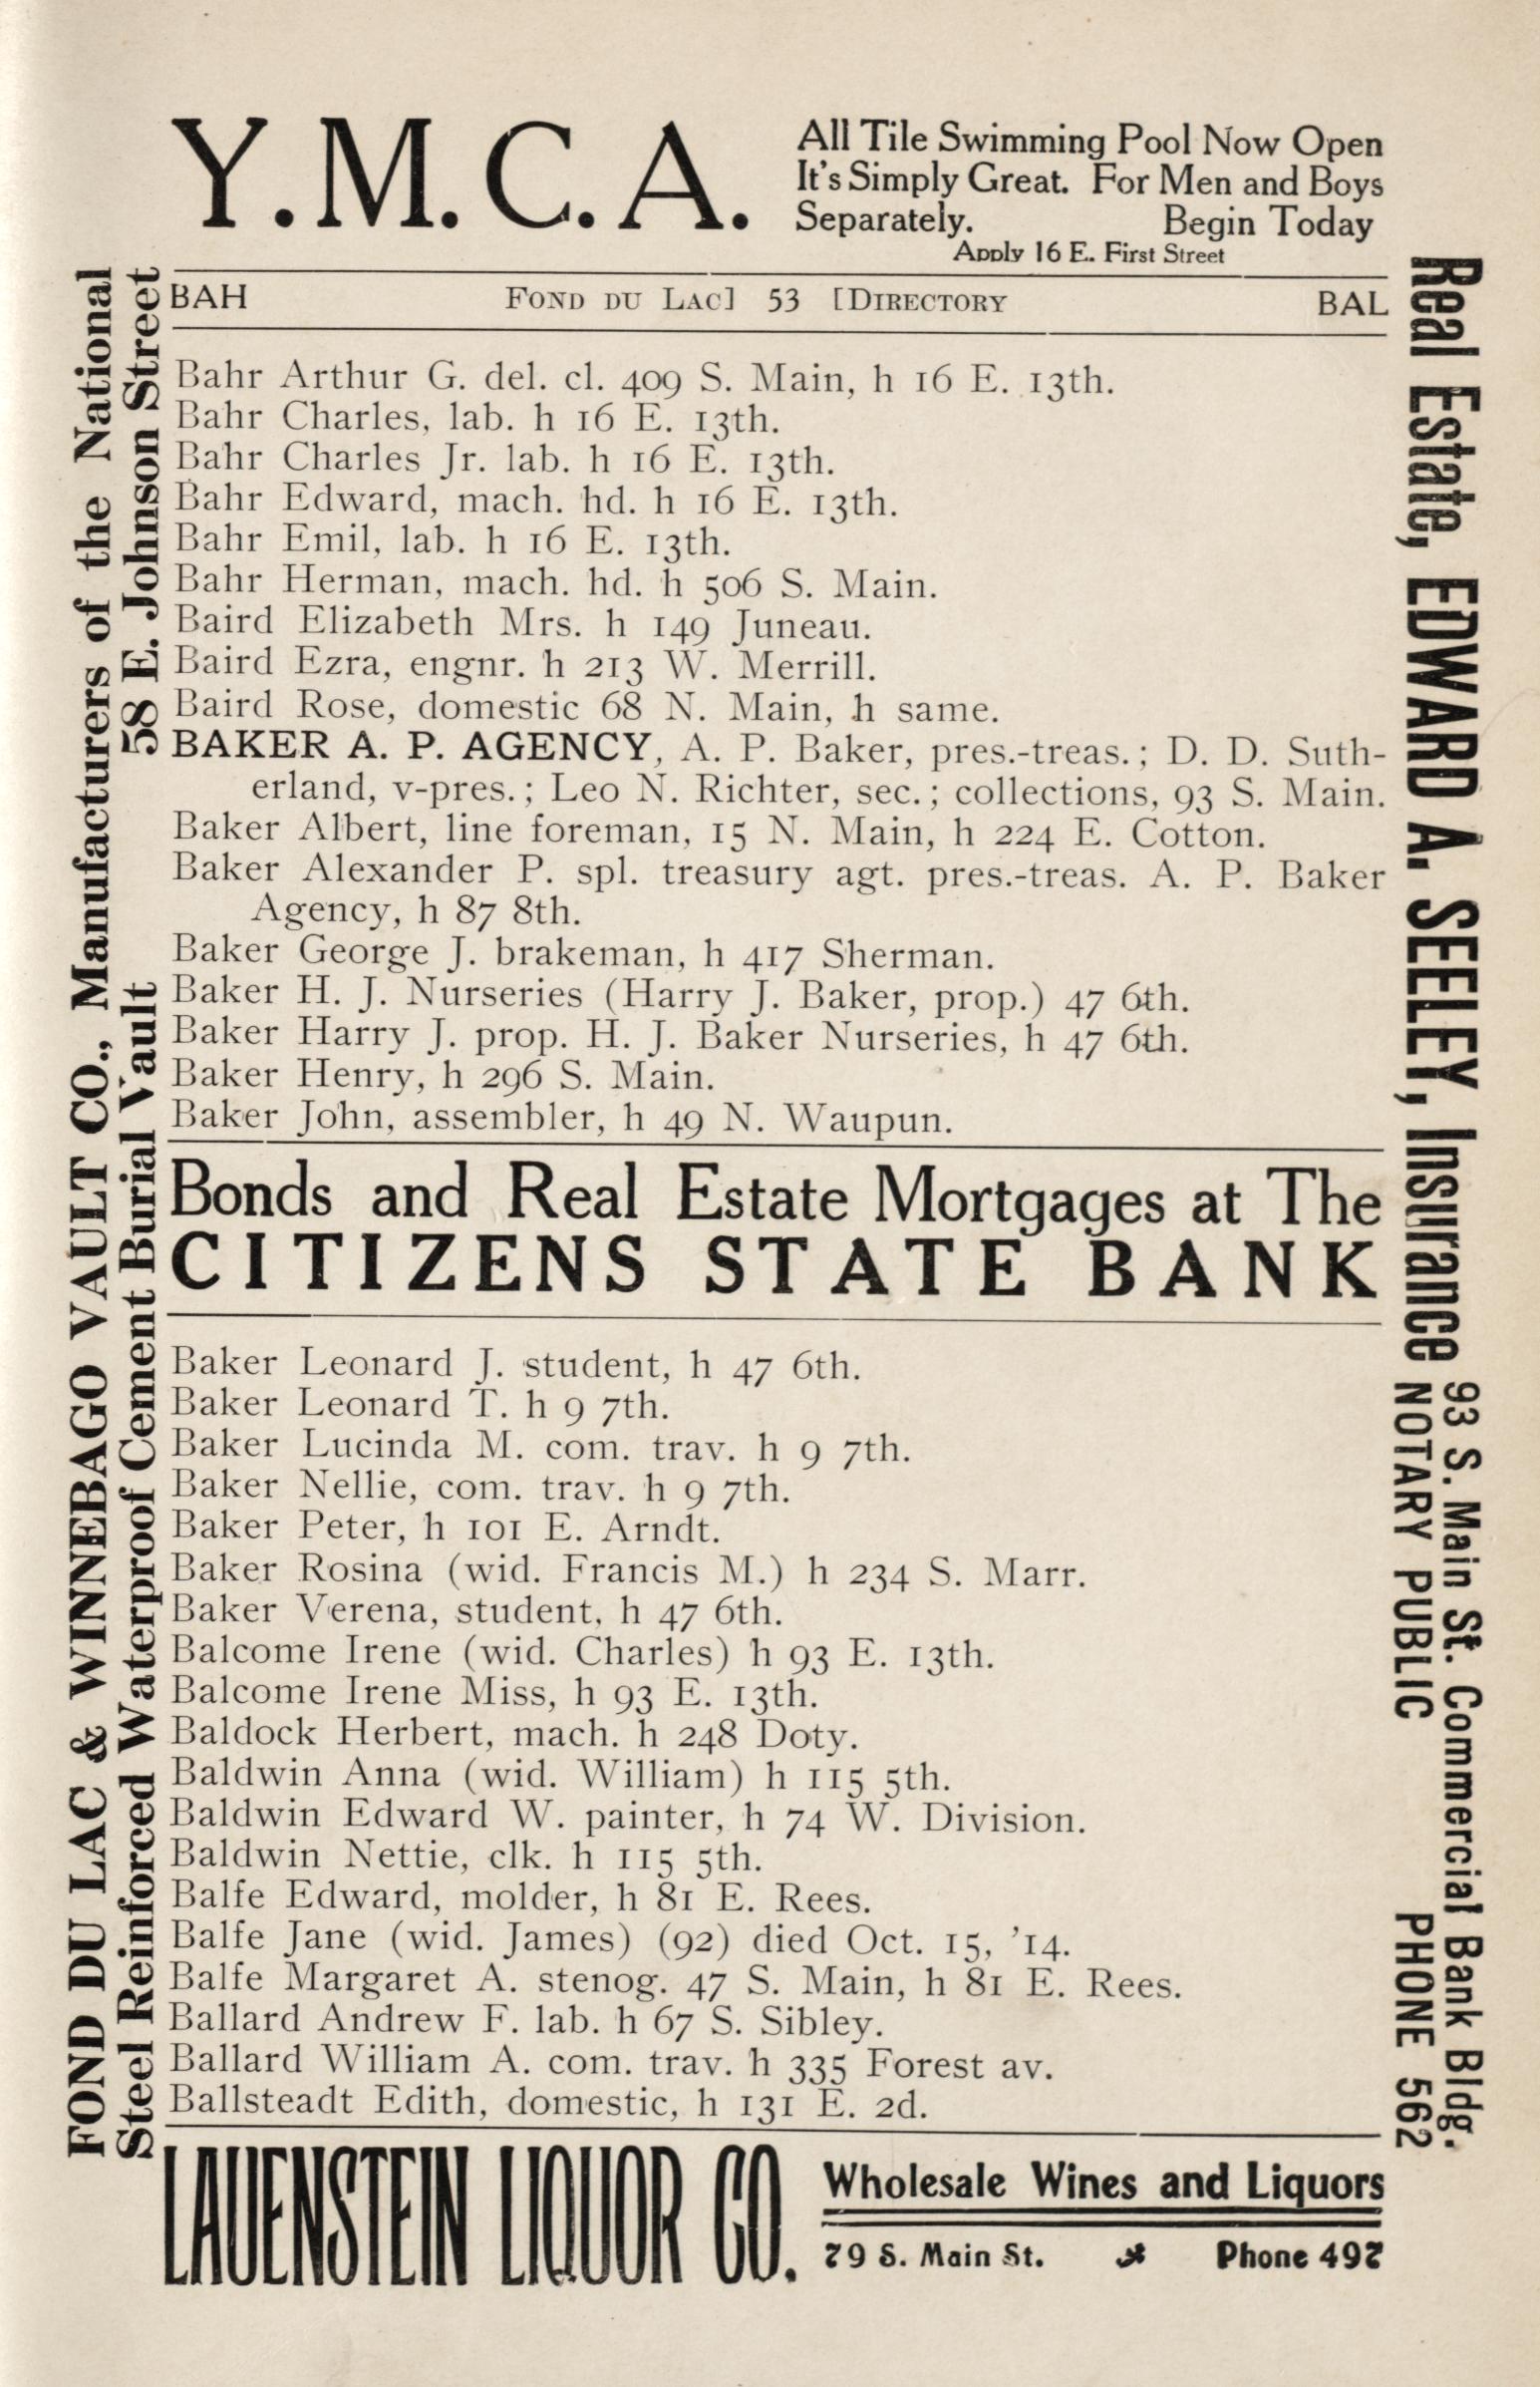 Y. M. C. A.
All Tile Swimming Pool Now Open
It's Simply Great. For Men and Boys
Separately. Begin Today
Apply 16 E. First Street
BAH FOND DU LAC] 53 [DIRECTORY BAL
Bahr Arthur G. del. cl. 409 S. Main, h 16 E. 13th.
Bahr Charles, lab. h 16 E. 13th.
Bahr Charles Jr. lab. h 16 E. 13th.
Bahr Edward, mach. hd. h 16 E. 13th.
Bahr Emil, lab. h 16 E. 13th.
Bahr Herman, mach. hd. h 506 S. Main.
Baird Elizabeth Mrs. h 149 Juneau.
Baird Ezra, engnr. h 213 W. Merrill.
Baird Rose, domestic 68 N. Main, h same.
BAKER A. P. AGENCY, A. P. Baker, pres.-treas.; D. D. Suth-
erland, v-pres.; Leo N. Richter, sec.; collections, 93 S. Main.
Baker Albert, line foreman, 15 N. Main, h 224 E. Cotton.
Baker Alexander P. spl. treasury agt. pres.-treas. A. P. Baker
Agency, h 87 8th.
Baker George J. brakeman, h 417 Sherman.
Baker H. J. Nurseries (Harry J. Baker, prop.) 47 6th.
Baker Harry J. prop. H. J. Baker Nurseries, h 47 6th.
Baker Henry, h 296 S. Main.
Baker John, assembler, h 49 N. Waupun.
Bonds and Real Estate Mortgages at The
CITIZENS STATE BANK
Baker Leonard J. student, h 47 6th.
Baker Leonard T. h 9 7th.
Baker Lucinda M. com. trav. h 9 7th.
Baker Nellie, com. trav. h 9 7th.
Baker Peter, h 101 E. Arndt.
Baker Rosina (wid. Francis M.) h 234 S. Marr.
Baker Verena, student, h 47 6th.
Balcome Irene (wid. Charles) h 93 E. 13th.
Balcome Irene Miss, h 93 E. 13th.
Baldock Herbert, mach. h 248 Doty.
Baldwin Anna (wid. William) h 115 5th.
Baldwin Edward W. painter, h 74 W. Division.
Baldwin Nettie, clk. h 115 5th.
Balfe Edward, molder, h 81 E. Rees.
Balfe Jane (wid. James) (92) died Oct. 15, '14.
Balfe Margaret A. stenog. 47 S. Main, h 81 E. Rees.
Ballard Andrew F. lab. h 67 S. Sibley.
Ballard William A. com. trav. h 335 Forest av.
Ballsteadt Edith, domestic, h 131 E. 2d.
LAUENSTEIN LIQUOR CO.
Wholesale Wines and Liquors
79 S. Main St. Phone 497
FOND DU LAC & WINNEBAGO VAULT CO., Manufacturers of the National
Steel Reinforced Waterproof Cement Burial Vault 58 E. Johnson Street
Real Estate, EDWARD A. SEELEY, Insurance
93 S. Main St. Commercial Bank Bldg.
NOTARY PUBLIC PHONE 562